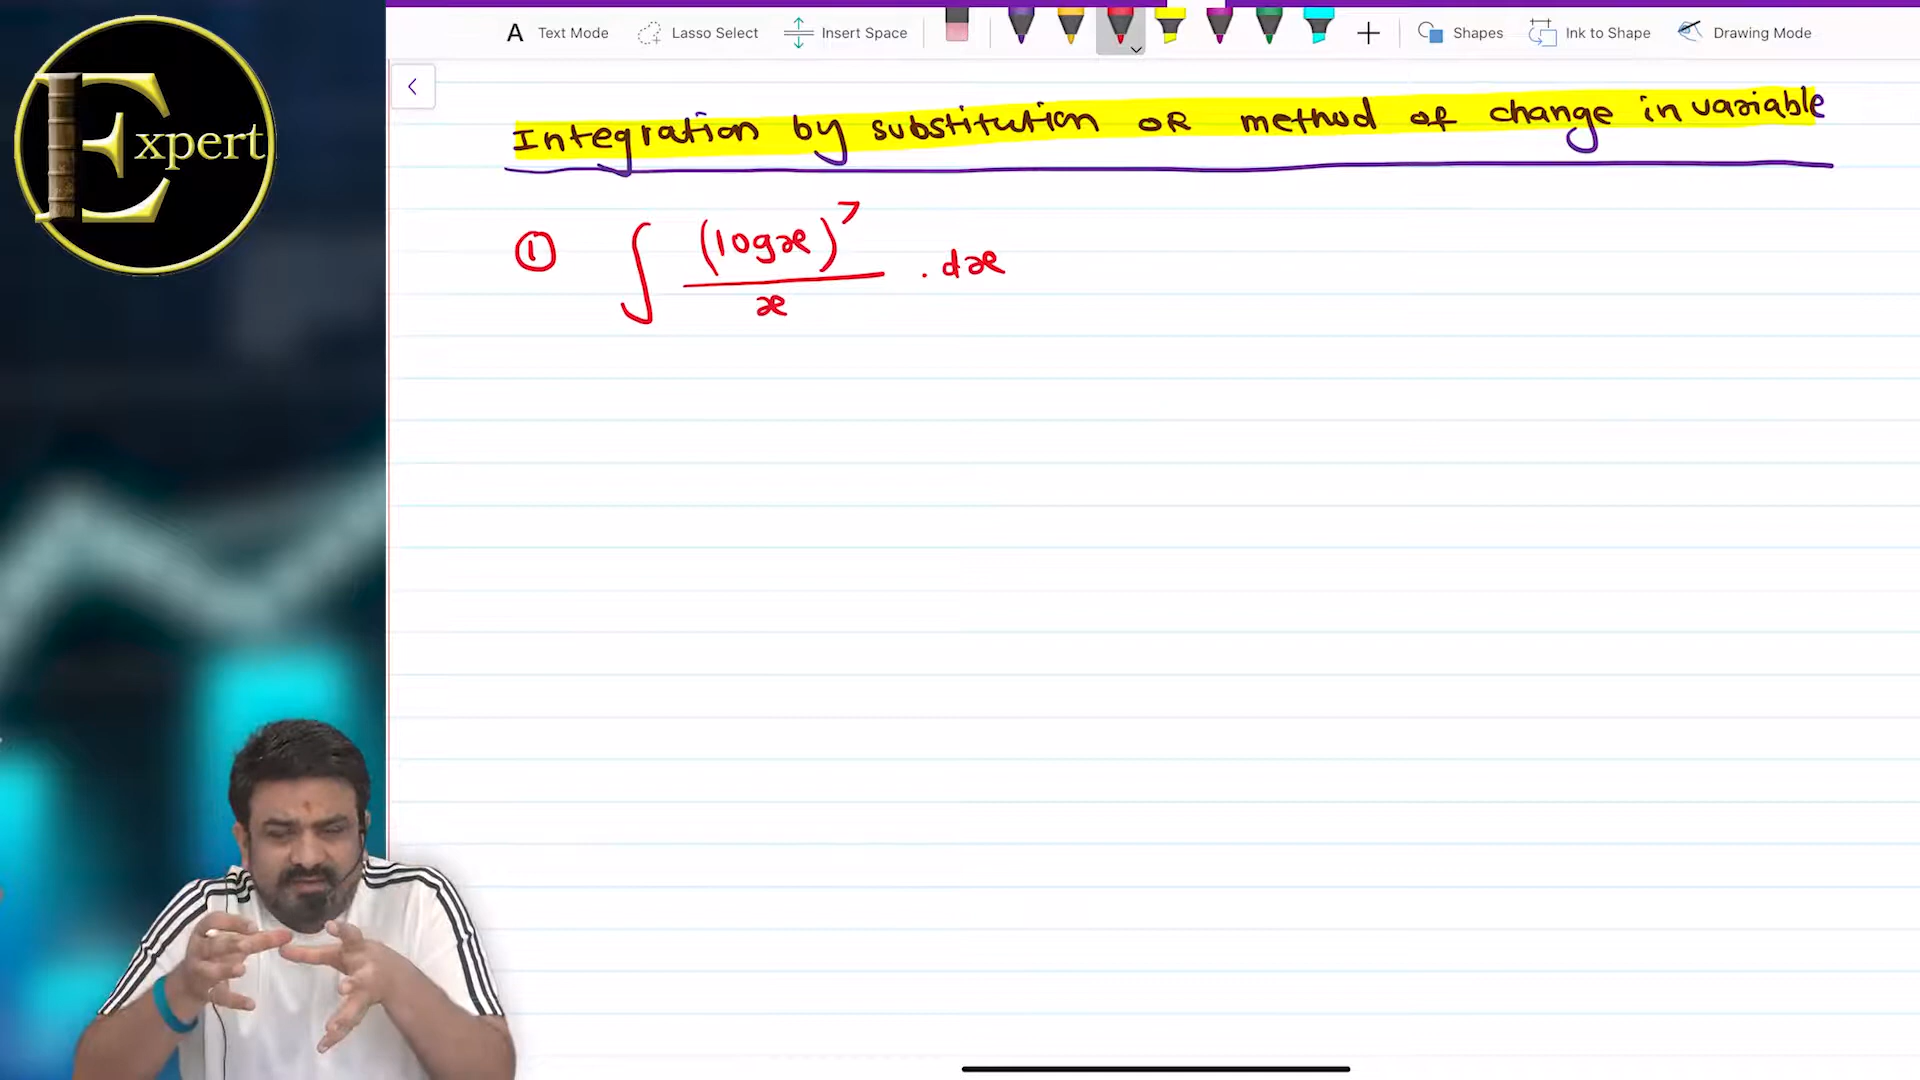 Expert
A Text Mode Lasso Select Insert Space Shapes Ink to Shape Drawing Mode
Integration by substitution OR method of change in variable
① ∫ (logx)^7 / x . dx